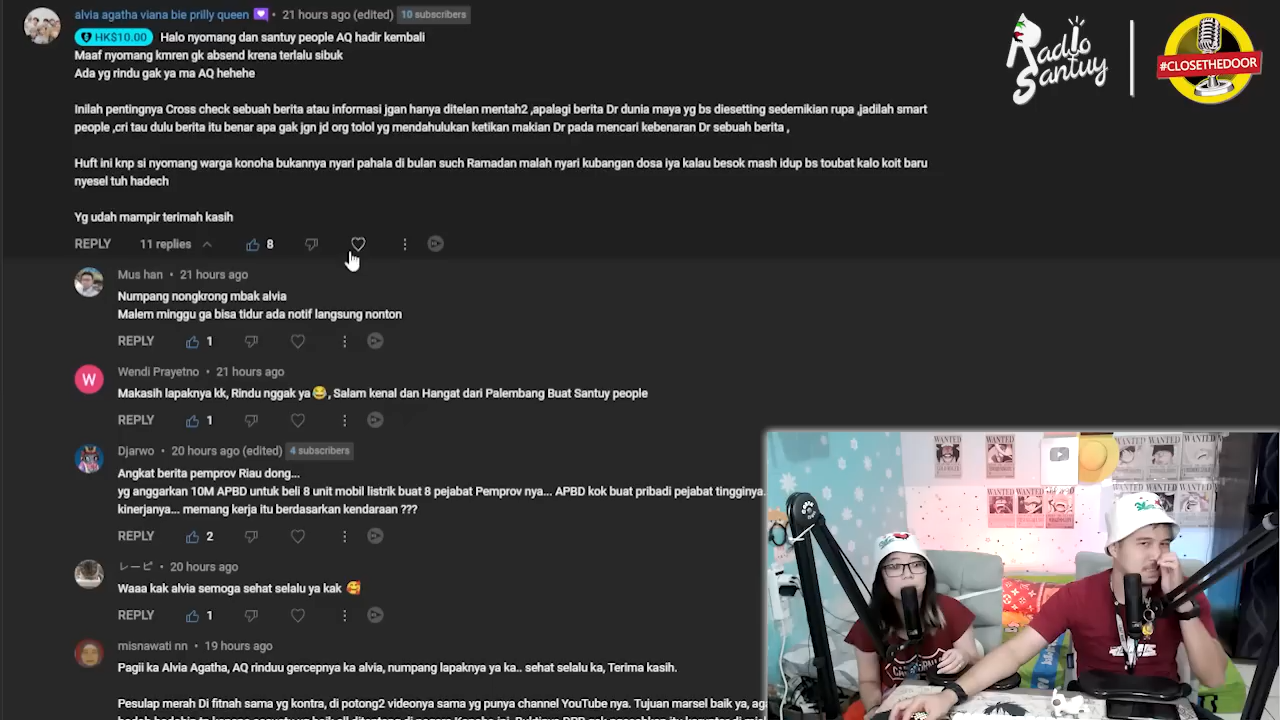 alvia agatha viana bie prilly queen • 21 hours ago (edited) 10 subscribers
HK$10.00 Halo nyomang dan santuy people AQ hadir kembali
Maaf nyomang kmren gk absend krena terlalu sibuk
Ada yg rindu gak ya ma AQ hehehe
Inilah pentingnya Cross check sebuah berita atau informasi jgan hanya ditelan mentah2 ,apalagi berita Dr dunia maya yg bs diesetting sedemikian rupa ,jadilah smart
people ,cri tau dulu berita itu benar apa gak jgn jd org tolol yg mendahulukan ketikan makian Dr pada mencari kebenaran Dr sebuah berita ,
Huft ini knp si nyomang warga konoha bukannya nyari pahala di bulan such Ramadan malah nyari kubangan dosa iya kalau besok mash idup bs toubat kalo koit baru
nyesel tuh hadech
Yg udah mampir terimah kasih
REPLY 11 replies 8
Mus han • 21 hours ago
Numpang nongkrong mbak alvia
Malem minggu ga bisa tidur ada notif langsung nonton
REPLY 1
W
Wendi Prayetno • 21 hours ago
Makasih lapaknya kk, Rindu nggak ya😂, Salam kenal dan Hangat dari Palembang Buat Santuy people
REPLY 1
Djarwo • 20 hours ago (edited) 4 subscribers
Angkat berita pemprov Riau dong...
yg anggarkan 10M APBD untuk beli 8 unit mobil listrik buat 8 pejabat Pemprov nya... APBD kok buat pribadi pejabat tingginya.
kinerjanya... memang kerja itu berdasarkan kendaraan ???
REPLY 2
レーピ • 20 hours ago
Waaa kak alvia semoga sehat selalu ya kak 🥰
REPLY 1
misnawati nn • 19 hours ago
Pagii ka Alvia Agatha, AQ rinduu gercepnya ka alvia, numpang lapaknya ya ka.. sehat selalu ka, Terima kasih.
Pesulap merah Di fitnah sama yg kontra, di potong2 videonya sama yg punya channel YouTube nya. Tujuan marsel baik ya,
Radio
Santuy
#CLOSETHEDOOR
WANTED
WANTED
WANTED
WANTED
WANTED